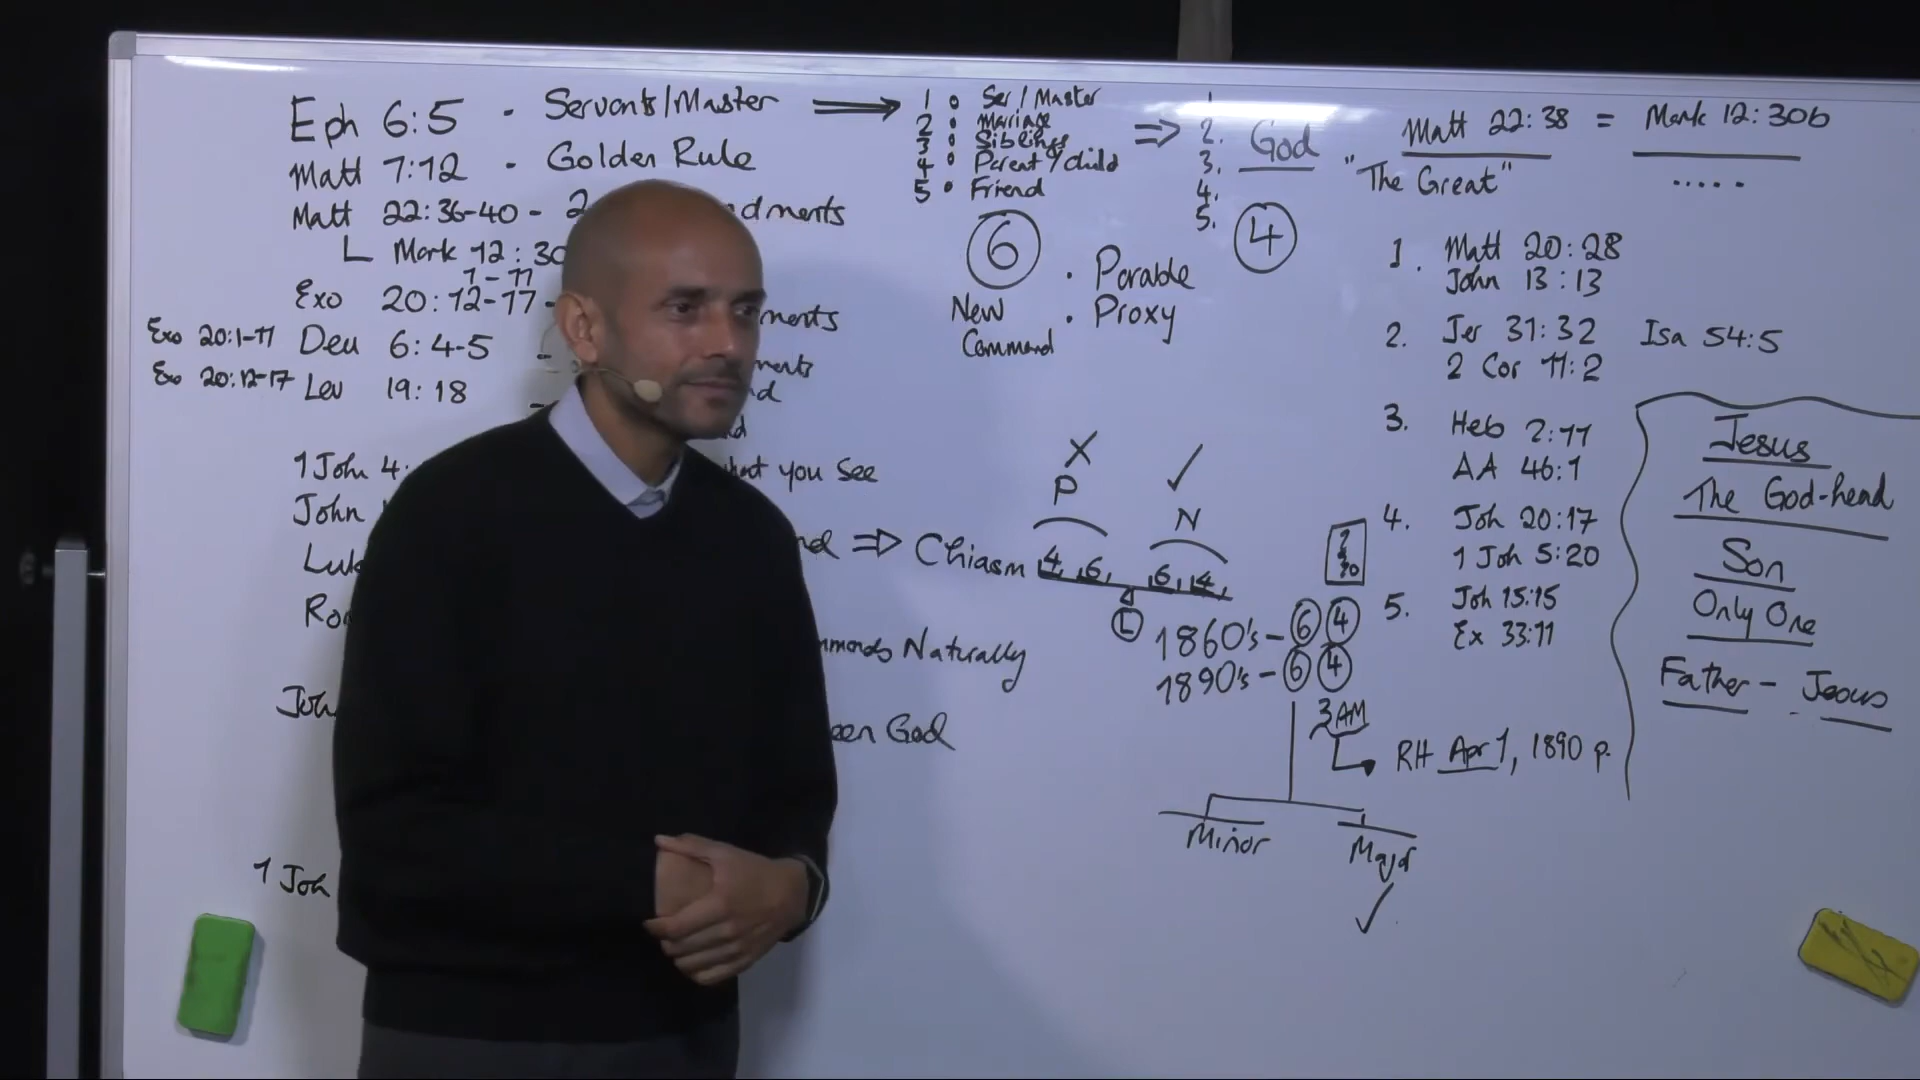 Eph 6:5 - Servants/Master ⟹
Matt 7:12 - Golden Rule
Matt 22:36-40 - 2 dments
Mark 12:30
1-11
Exo 20:12-17 - ments
Exo 20:1-11 Deu 6:4-5 - ments
Exo 20:12-17 Lev 19:18 - d
1 John 4: what you See
John
Luk ⇒ Chiasm
Ro
mmands Naturally
Joh
een God
1 Joh
1 • Ser/Master
2 • Mariage
3 • Siblings
4 • Parent/child
5 • Friend
⇒
1
2. God
3.
4.
5.
6
4
New
Command
• Parable
• Proxy
X
P
✓
N
4, 6, 6, 4,
L
1860's - 6 4
1890's - 6 4
3AM
RH Apr 1, 1890 p.
Minor
Major
✓
Matt 22:38 = Mark 12:30b
"The Great" .....
1. Matt 20:28
John 13:13
2. Jer 31:32 Isa 54:5
2 Cor 11:2
3. Heb 2:11
AA 46:1
4. Joh 20:17
1 Joh 5:20
5. Joh 15:15
Ex 33:11
Jesus
The God-head
Son
Only One
Father - Jesus